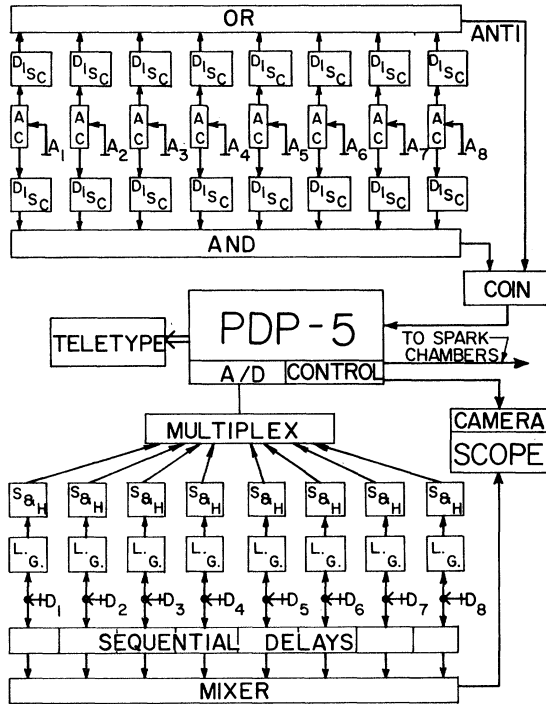 OR
ANTI
DISC DISC DISC DISC DISC DISC DISC DISC
AC AC AC AC AC AC AC AC
A1 A2 A3 A4 A5 A6 A7 A8
DISC DISC DISC DISC DISC DISC DISC DISC
AND
COIN
PDP-5
TELETYPE
TO SPARK
CHAMBERS
A/D CONTROL
MULTIPLEX
CAMERA
SCOPE
S&H S&H S&H S&H S&H S&H S&H S&H
L.G. L.G. L.G. L.G. L.G. L.G. L.G. L.G.
D1 D2 D3 D4 D5 D6 D7 D8
SEQUENTIAL DELAYS
MIXER